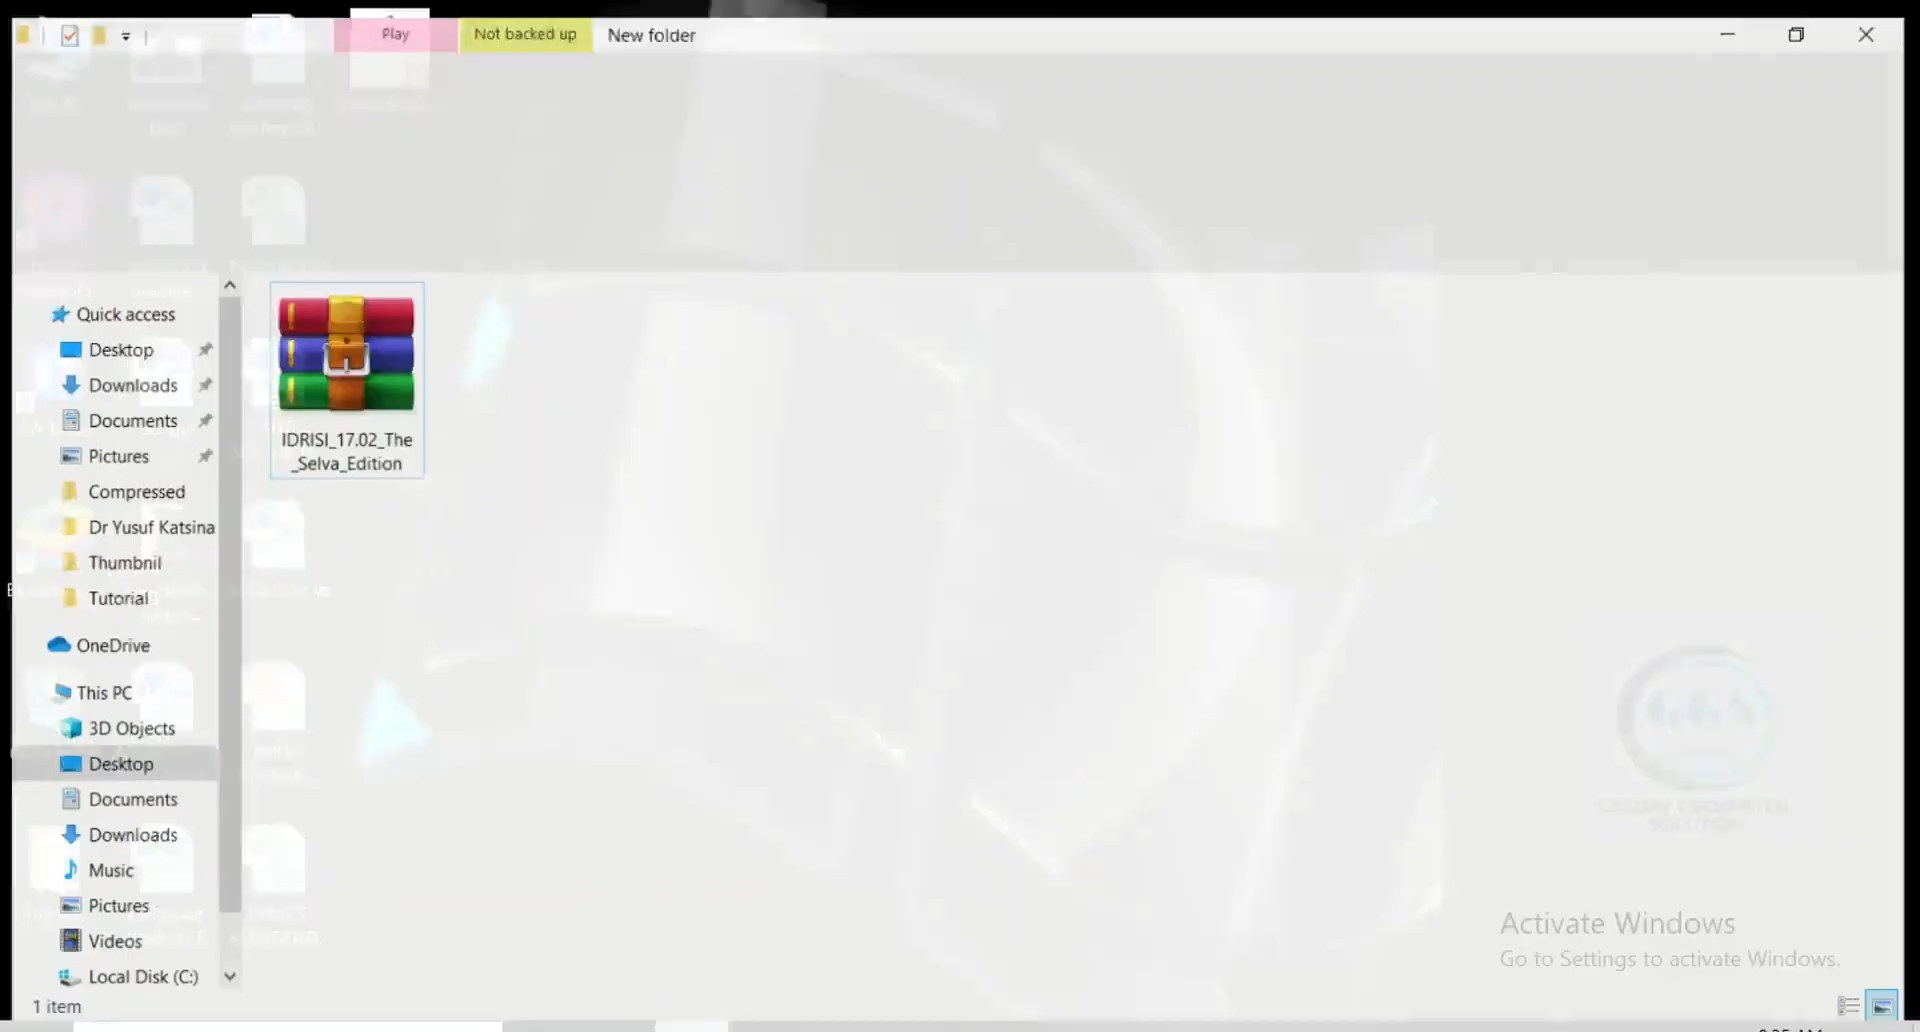 Play
Not backed up
New folder
Quick access
Desktop
Downloads
Documents
Pictures
Compressed
Dr Yusuf Katsina
Thumbnil
Tutorial
OneDrive
This PC
3D Objects
Desktop
Documents
Downloads
Music
Pictures
Videos
Local Disk (C:)
IDRISI_17.02_The
_Selva_Edition
Activate Windows
Go to Settings to activate Windows.
1 item